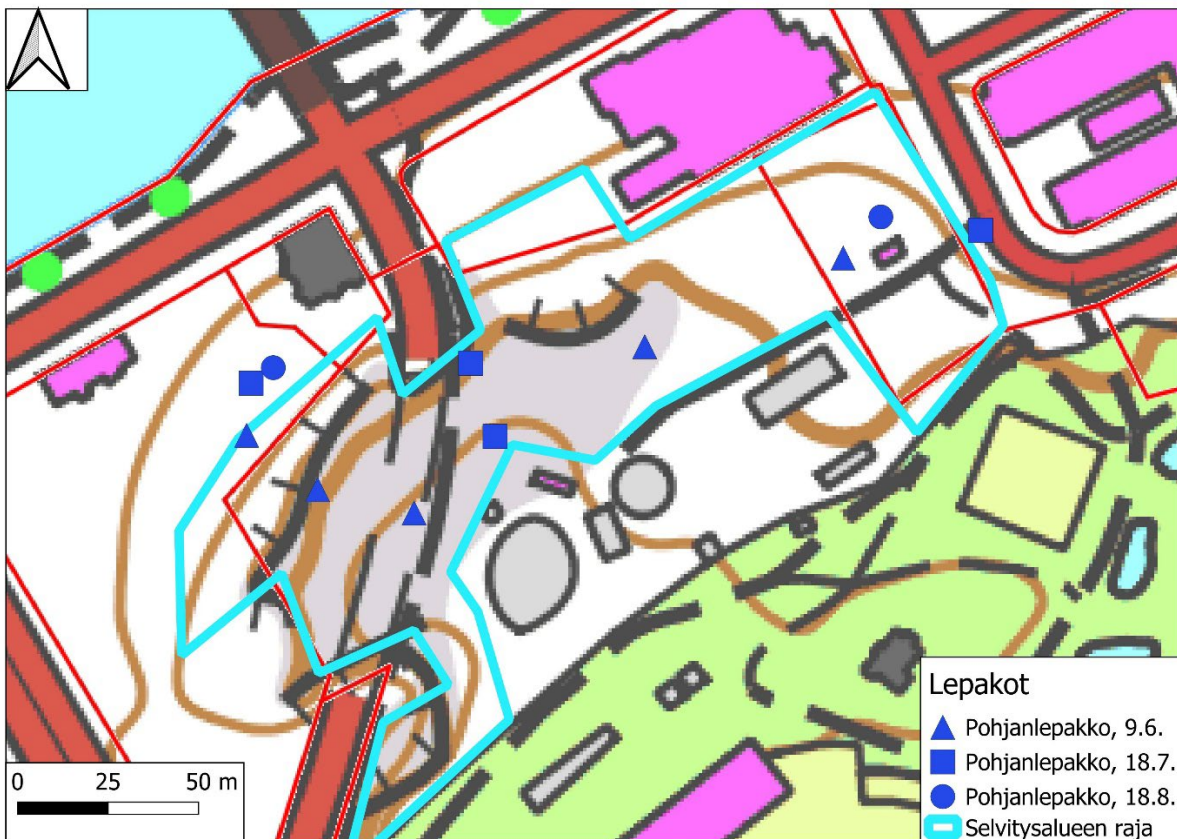 Lepakot
Pohjanlepakko, 9.6.
Pohjanlepakko, 18.7.
Pohjanlepakko, 18.8.
Selvitysalueen raja
0 25 50 m